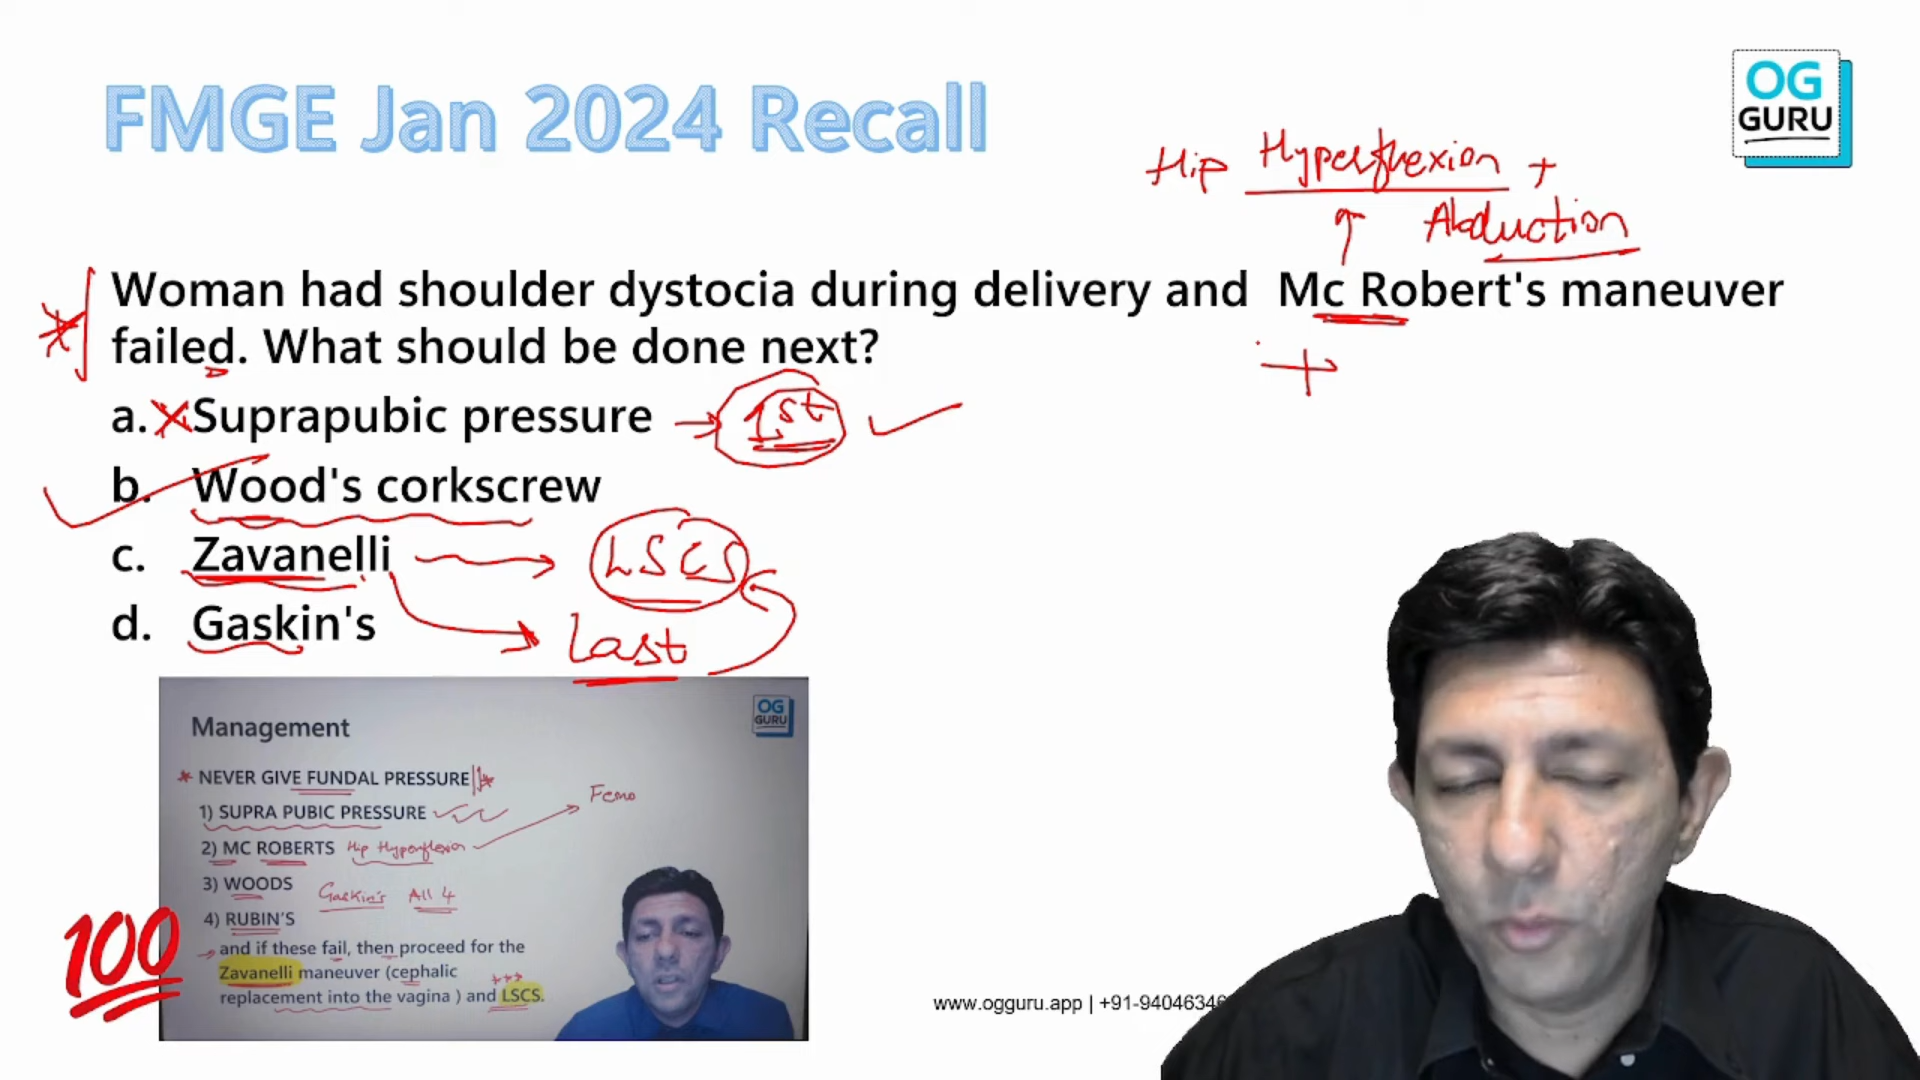 FMGE Jan 2024 Recall
OG
GURU
Hip Hyperflexion +
Abduction
Woman had shoulder dystocia during delivery and Mc Robert's maneuver
failed. What should be done next?
a. Suprapubic pressure → 1st
b. Wood's corkscrew
c. Zavanelli → LSCS
d. Gaskin's
Last
+
Management
OG
GURU
* NEVER GIVE FUNDAL PRESSURE *
1) SUPRA PUBIC PRESSURE
Femo
2) MC ROBERTS Hip Hyperflexion
3) WOODS
Gaskin's All 4
4) RUBIN'S
and if these fail, then proceed for the
Zavanelli maneuver (cephalic
replacement into the vagina ) and LSCS.
100
www.ogguru.app | +91-9404634